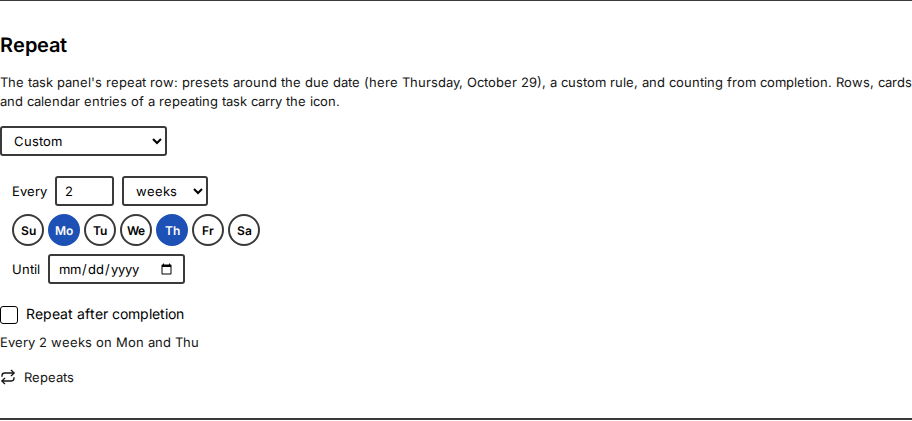 Repeat
The task panel's repeat row: presets around the due date (here Thursday, October 29), a custom rule, and counting from completion. Rows, cards
and calendar entries of a repeating task carry the icon.
Custom
Every 2 weeks
Su Mo Tu We Th Fr Sa
Until mm/dd/yyyy
Repeat after completion
Every 2 weeks on Mon and Thu
Repeats